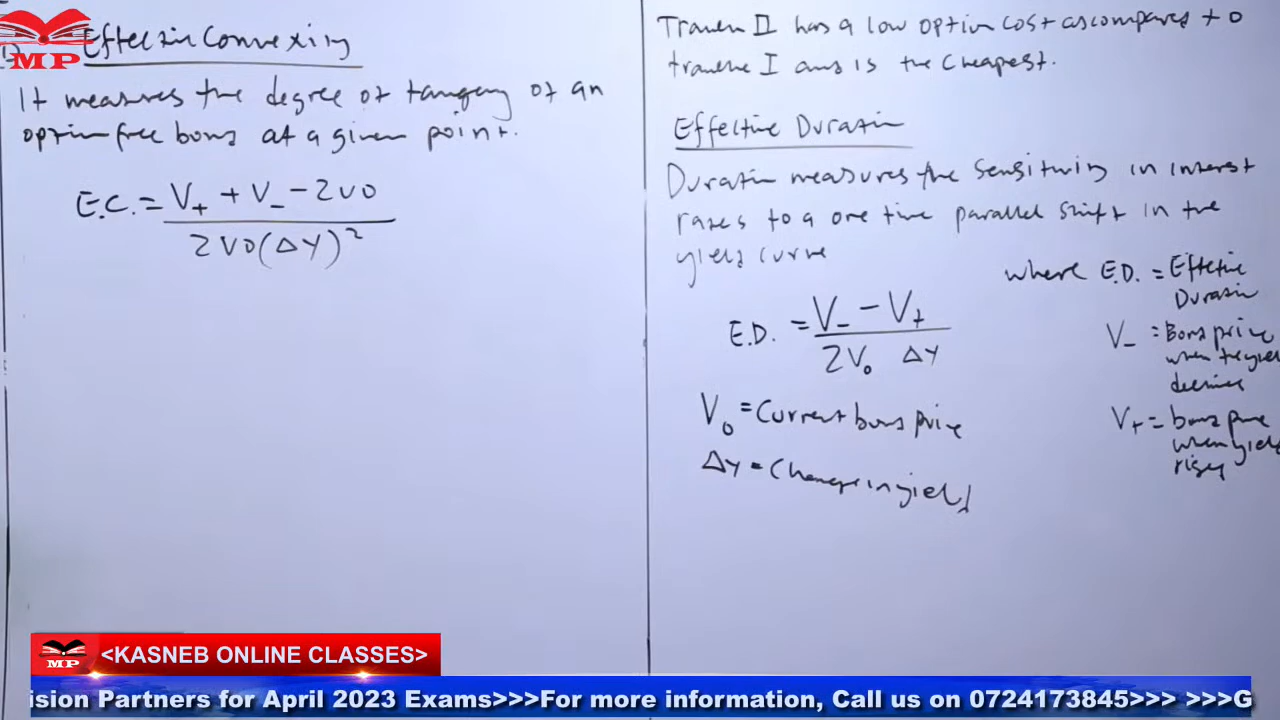 MP
Effective Convexity
It measures the degree of tangency of an
option free bond at a given point.
E.C. = V₊ + V₋ - 2V0
2V0(ΔY)²
Tranche II has a low option cost as compared to
tranche I and is the cheapest.
Effective Duration
Duration measures the sensitivity in interest
rates to a one time parallel shift in the
yield curve
where E.D. = Effective
Duration
E.D. = V₋ - V₊
2V₀ ΔY
V₋ = Bond price
when the yield
declines
V₀ = Current bond price
V₊ = bond price
when yield
rises
ΔY = Change in yield
MP
<KASNEB ONLINE CLASSES>
ision Partners for April 2023 Exams>>>For more information, Call us on 0724173845>>> >>>G